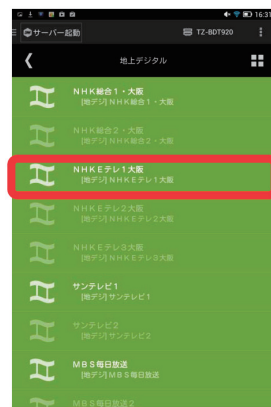 16:31
サーバー起動
TZ-BDT920
地上デジタル
NHK総合1・大阪
[地デジ] NHK総合1・大阪
NHK総合2・大阪
[地デジ] NHK総合2・大阪
NHKEテレ1大阪
[地デジ] NHKEテレ1大阪
NHKEテレ2大阪
[地デジ] NHKEテレ2大阪
NHKEテレ3大阪
[地デジ] NHKEテレ3大阪
サンテレビ1
[地デジ] サンテレビ1
サンテレビ2
[地デジ] サンテレビ2
MBS毎日放送
[地デジ] MBS毎日放送
MBS毎日放送2